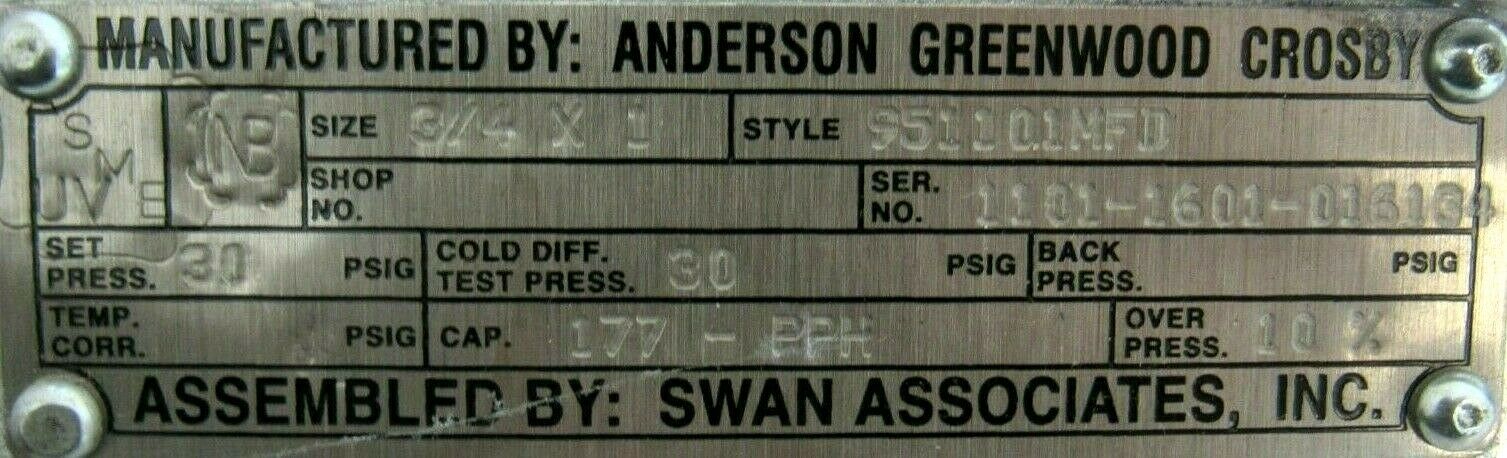 MANUFACTURED BY: ANDERSON GREENWOOD CROSBY
S M UV E NB SIZE 3/4 X 1 STYLE 951101MFD
SHOP NO. SER. NO. 1101-1601-016134
SET PRESS. 30 PSIG COLD DIFF. TEST PRESS. 30 PSIG BACK PRESS. PSIG
TEMP. CORR. PSIG CAP. 177 - PPH OVER PRESS. 10 %
ASSEMBLED BY: SWAN ASSOCIATES, INC.